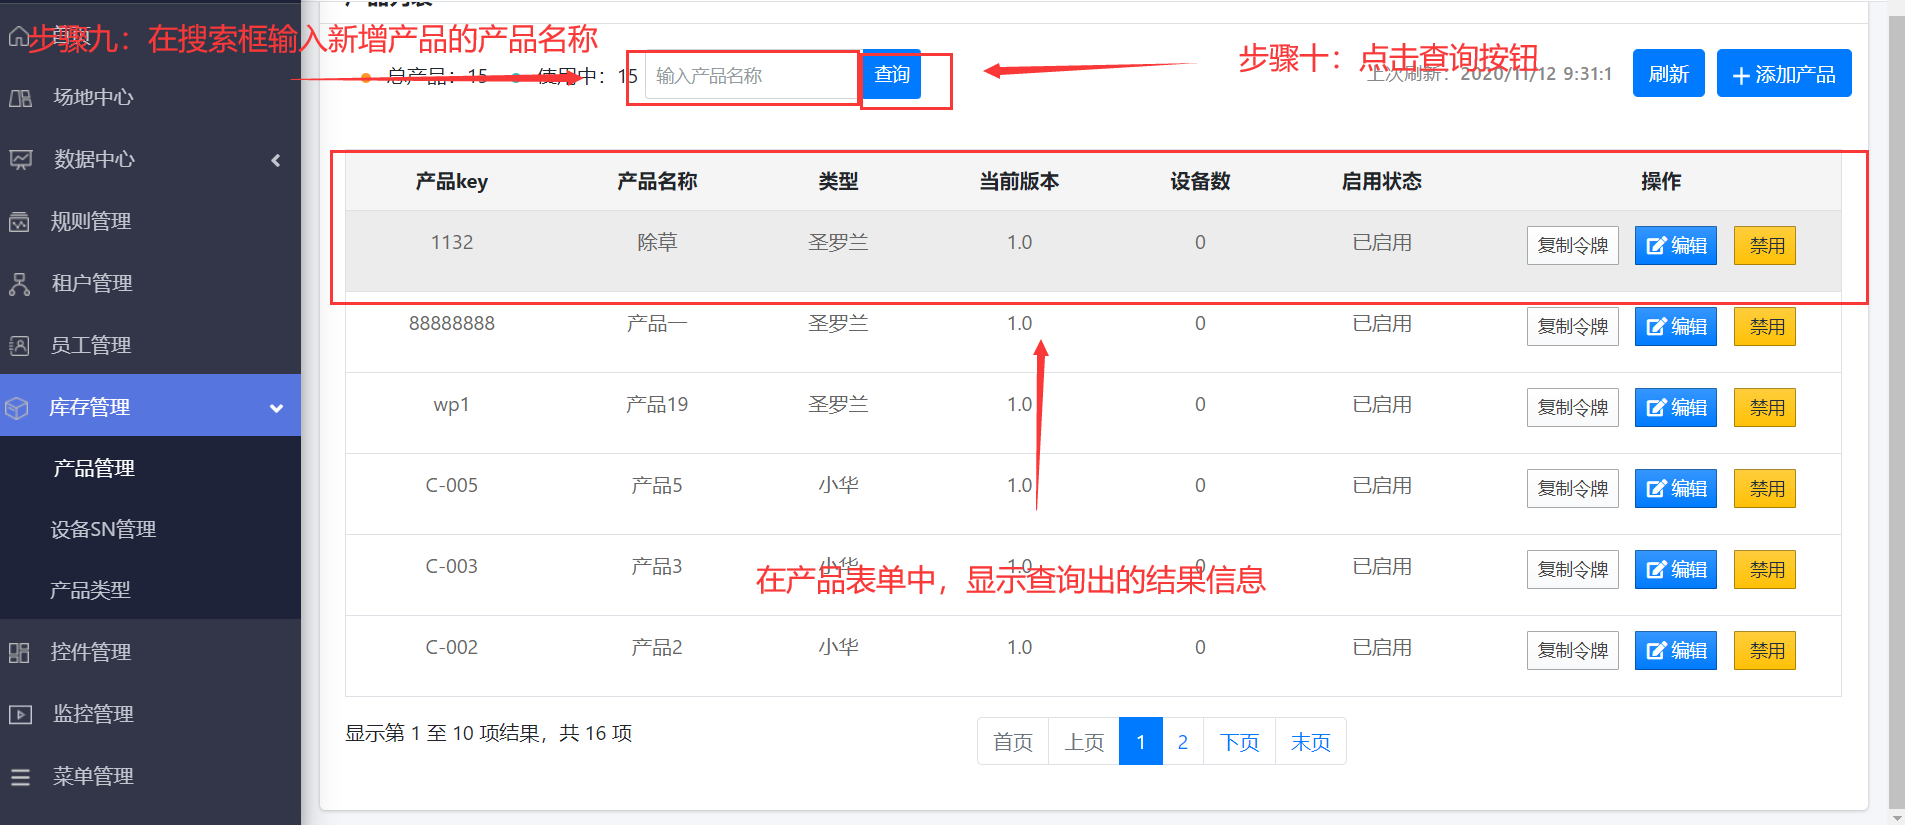 产品列表
首页
步骤九：在搜索框输入新增产品的产品名称
总产品：15 使用中：15
输入产品名称
查询
步骤十：点击查询按钮
上次刷新：2020/11/12 9:31:1
刷新
添加产品
场地中心
数据中心
规则管理
租户管理
员工管理
库存管理
产品管理
设备SN管理
产品类型
控件管理
监控管理
菜单管理
产品key 产品名称 类型 当前版本 设备数 启用状态 操作
1132 除草 圣罗兰 1.0 0 已启用 复制令牌 编辑 禁用
88888888 产品一 圣罗兰 1.0 0 已启用 复制令牌 编辑 禁用
wp1 产品19 圣罗兰 1.0 0 已启用 复制令牌 编辑 禁用
C-005 产品5 小华 1.0 0 已启用 复制令牌 编辑 禁用
C-003 产品3 小华 1.0 0 已启用 复制令牌 编辑 禁用
在产品表单中，显示查询出的结果信息
C-002 产品2 小华 1.0 0 已启用 复制令牌 编辑 禁用
显示第 1 至 10 项结果，共 16 项
首页 上页 1 2 下页 末页